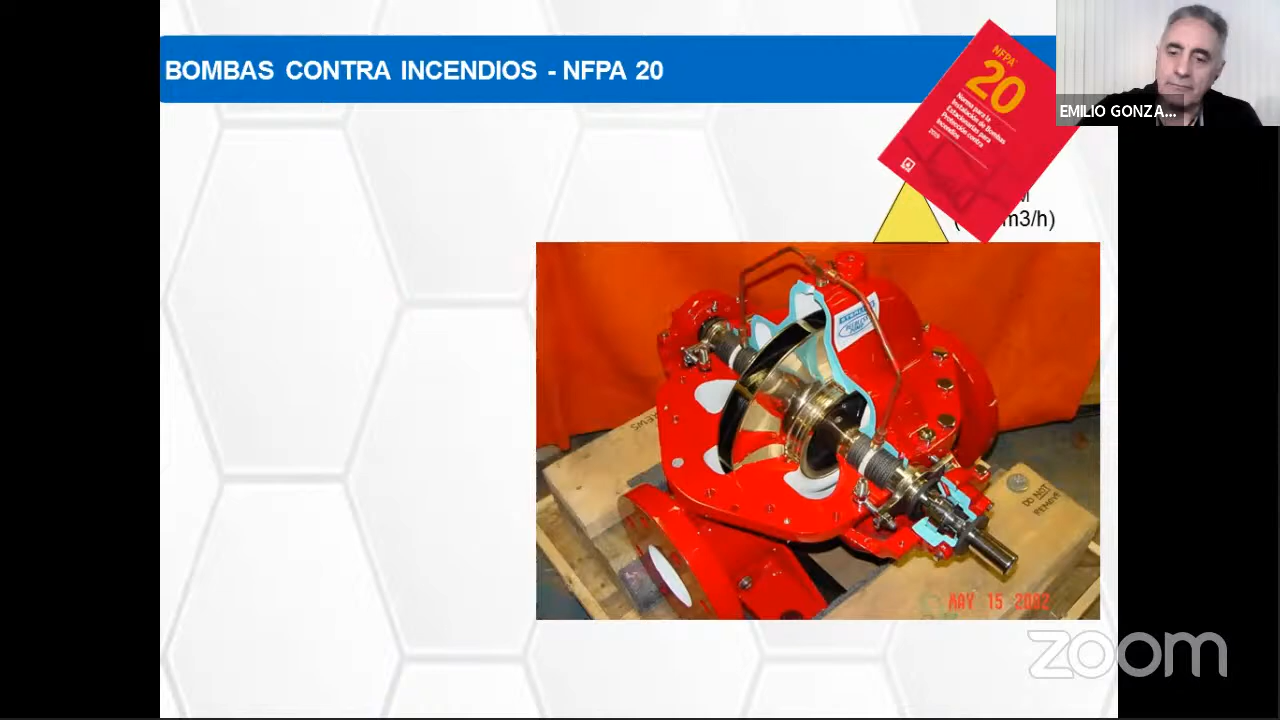 BOMBAS CONTRA INCENDIOS - NFPA 20
NFPA
20
Norma para la
Instalación de Bombas
Estacionarias para
Protección contra
Incendios
EMILIO GONZA...
m3/h)
DO NOT
REMOVE
MAY 15 2002
zoom